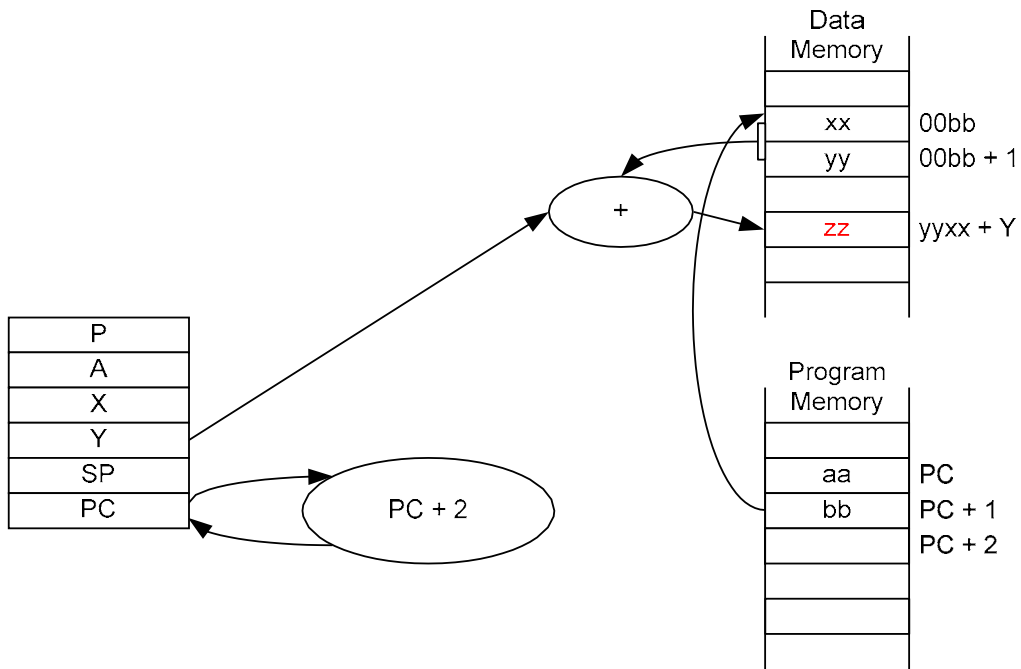 Data
Memory
xx 00bb
yy 00bb + 1
+
zz yyxx + Y
P
A
X
Y
SP
PC
PC + 2
Program
Memory
aa PC
bb PC + 1
PC + 2